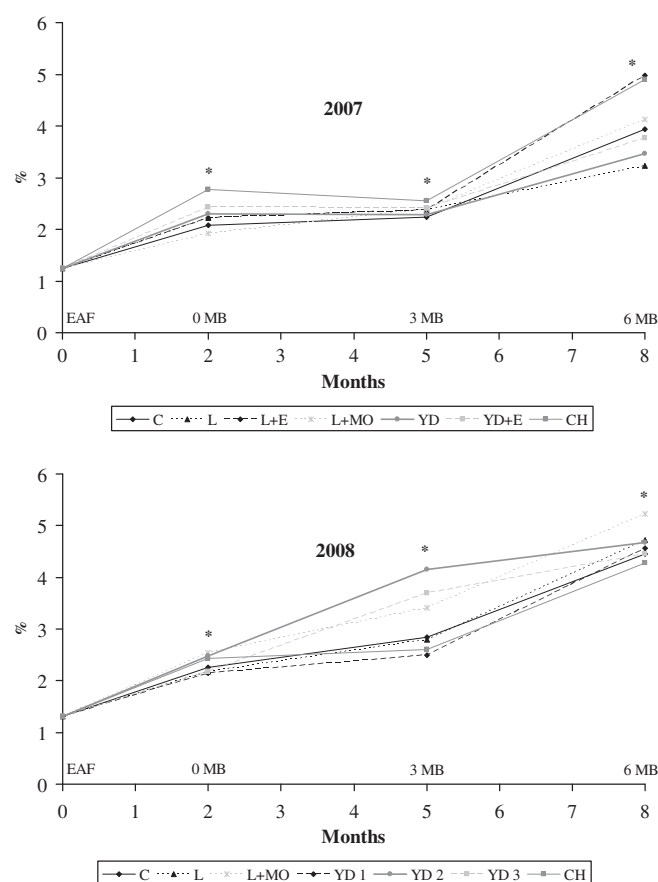 6
5
4
3
2
1
0
%
2007
*
*
*
EAF
0 MB
3 MB
6 MB
0 1 2 3 4 5 6 7 8
Months
C L L+E L+MO YD YD+E CH
6
5
4
3
2
1
0
%
2008
*
*
*
EAF
0 MB
3 MB
6 MB
0 1 2 3 4 5 6 7 8
Months
C L L+MO YD 1 YD 2 YD 3 CH